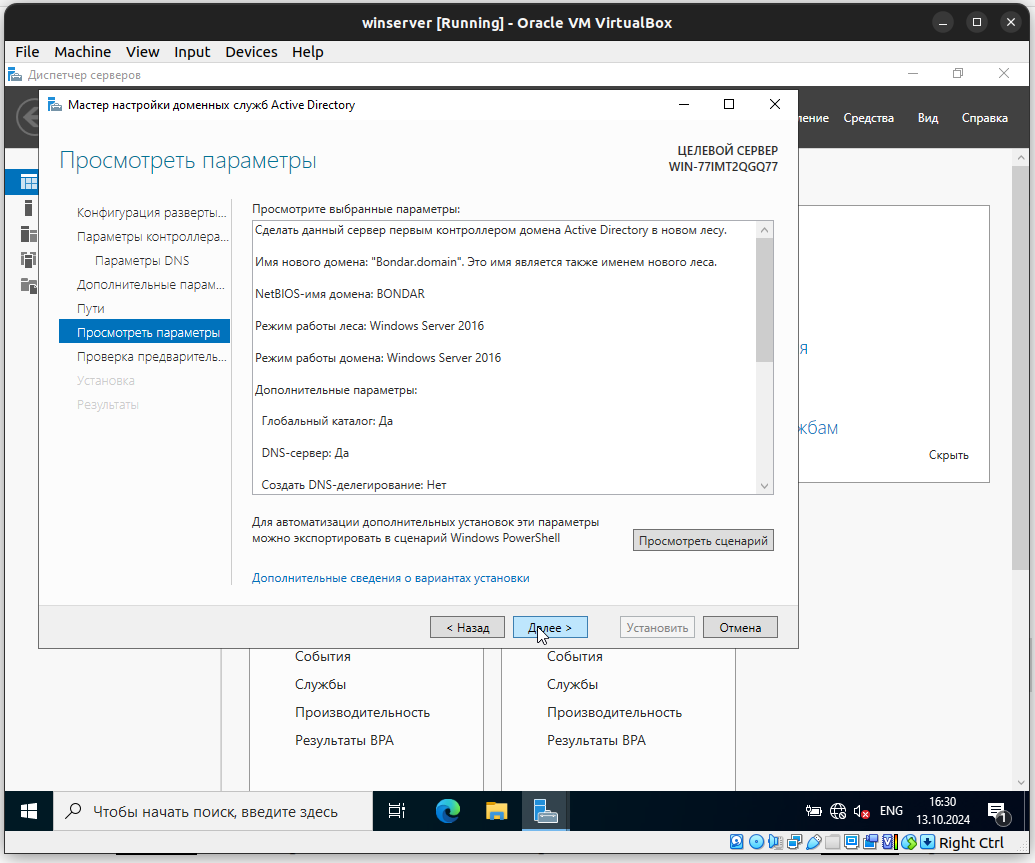 winserver [Running] - Oracle VM VirtualBox
File Machine View Input Devices Help
Диспетчер серверов
Средства Вид Справка
Мастер настройки доменных служб Active Directory
Просмотреть параметры
ЦЕЛЕВОЙ СЕРВЕР
WIN-77IMT2QGQ77
Конфигурация разверты...
Параметры контроллера...
Параметры DNS
Дополнительные парам...
Пути
Просмотреть параметры
Проверка предваритель...
Установка
Результаты
Просмотрите выбранные параметры:
Сделать данный сервер первым контроллером домена Active Directory в новом лесу.
Имя нового домена: "Bondar.domain". Это имя является также именем нового леса.
NetBIOS-имя домена: BONDAR
Режим работы леса: Windows Server 2016
Режим работы домена: Windows Server 2016
Дополнительные параметры:
Глобальный каталог: Да
DNS-сервер: Да
Создать DNS-делегирование: Нет
Для автоматизации дополнительных установок эти параметры
можно экспортировать в сценарий Windows PowerShell
Просмотреть сценарий
Дополнительные сведения о вариантах установки
< Назад Далее > Установить Отмена
Скрыть
События События
Службы Службы
Производительность Производительность
Результаты BPA Результаты BPA
Чтобы начать поиск, введите здесь
ENG
16:30
13.10.2024
1
Right Ctrl